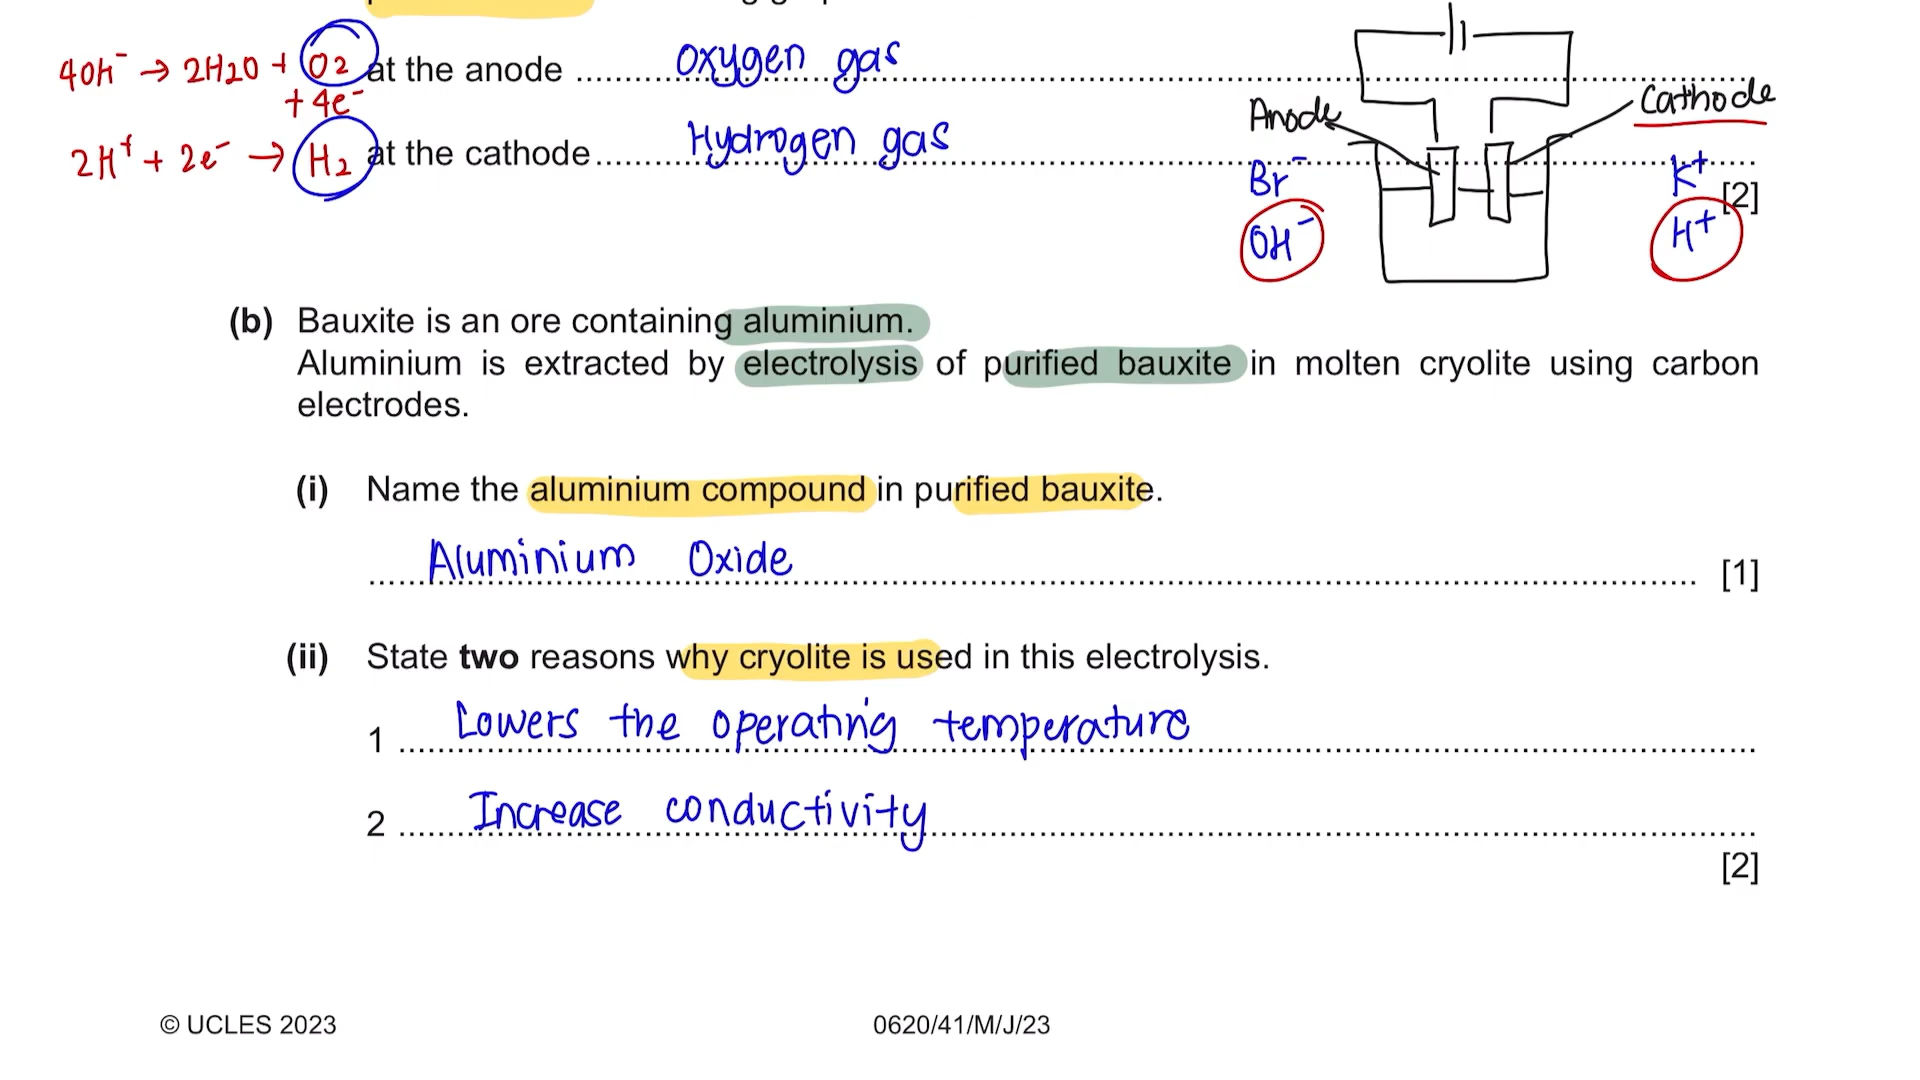 4OH⁻ → 2H2O + O2 at the anode .......... Oxygen gas
+ 4e⁻
2H⁺ + 2e⁻ → H2 at the cathode .......... Hydrogen gas
Anode
Cathode
Br⁻
K⁺
[2]
OH⁻
H⁺
(b) Bauxite is an ore containing aluminium.
Aluminium is extracted by electrolysis of purified bauxite in molten cryolite using carbon
electrodes.
(i) Name the aluminium compound in purified bauxite.
Aluminium Oxide .......... [1]
(ii) State two reasons why cryolite is used in this electrolysis.
1 Lowers the operating temperature
2 Increase conductivity
[2]
© UCLES 2023
0620/41/M/J/23